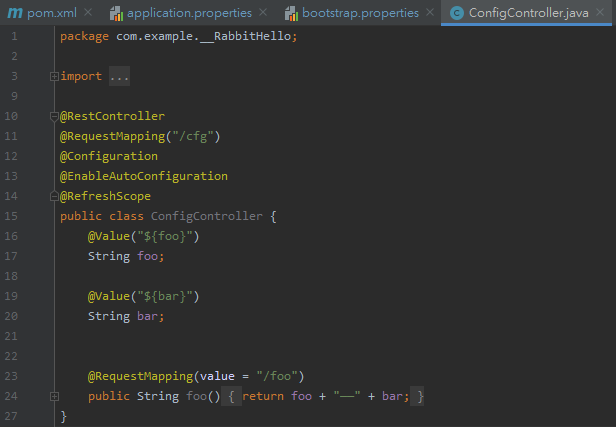 pom.xml application.properties bootstrap.properties ConfigController.java
1 package com.example.__RabbitHello;
2
3 import ...
9
10 @RestController
11 @RequestMapping("/cfg")
12 @Configuration
13 @EnableAutoConfiguration
14 @RefreshScope
15 public class ConfigController {
16 @Value("${foo}")
17 String foo;
18
19 @Value("${bar}")
20 String bar;
21
22
23 @RequestMapping(value = "/foo")
24 public String foo() { return foo + "——" + bar; }
27 }